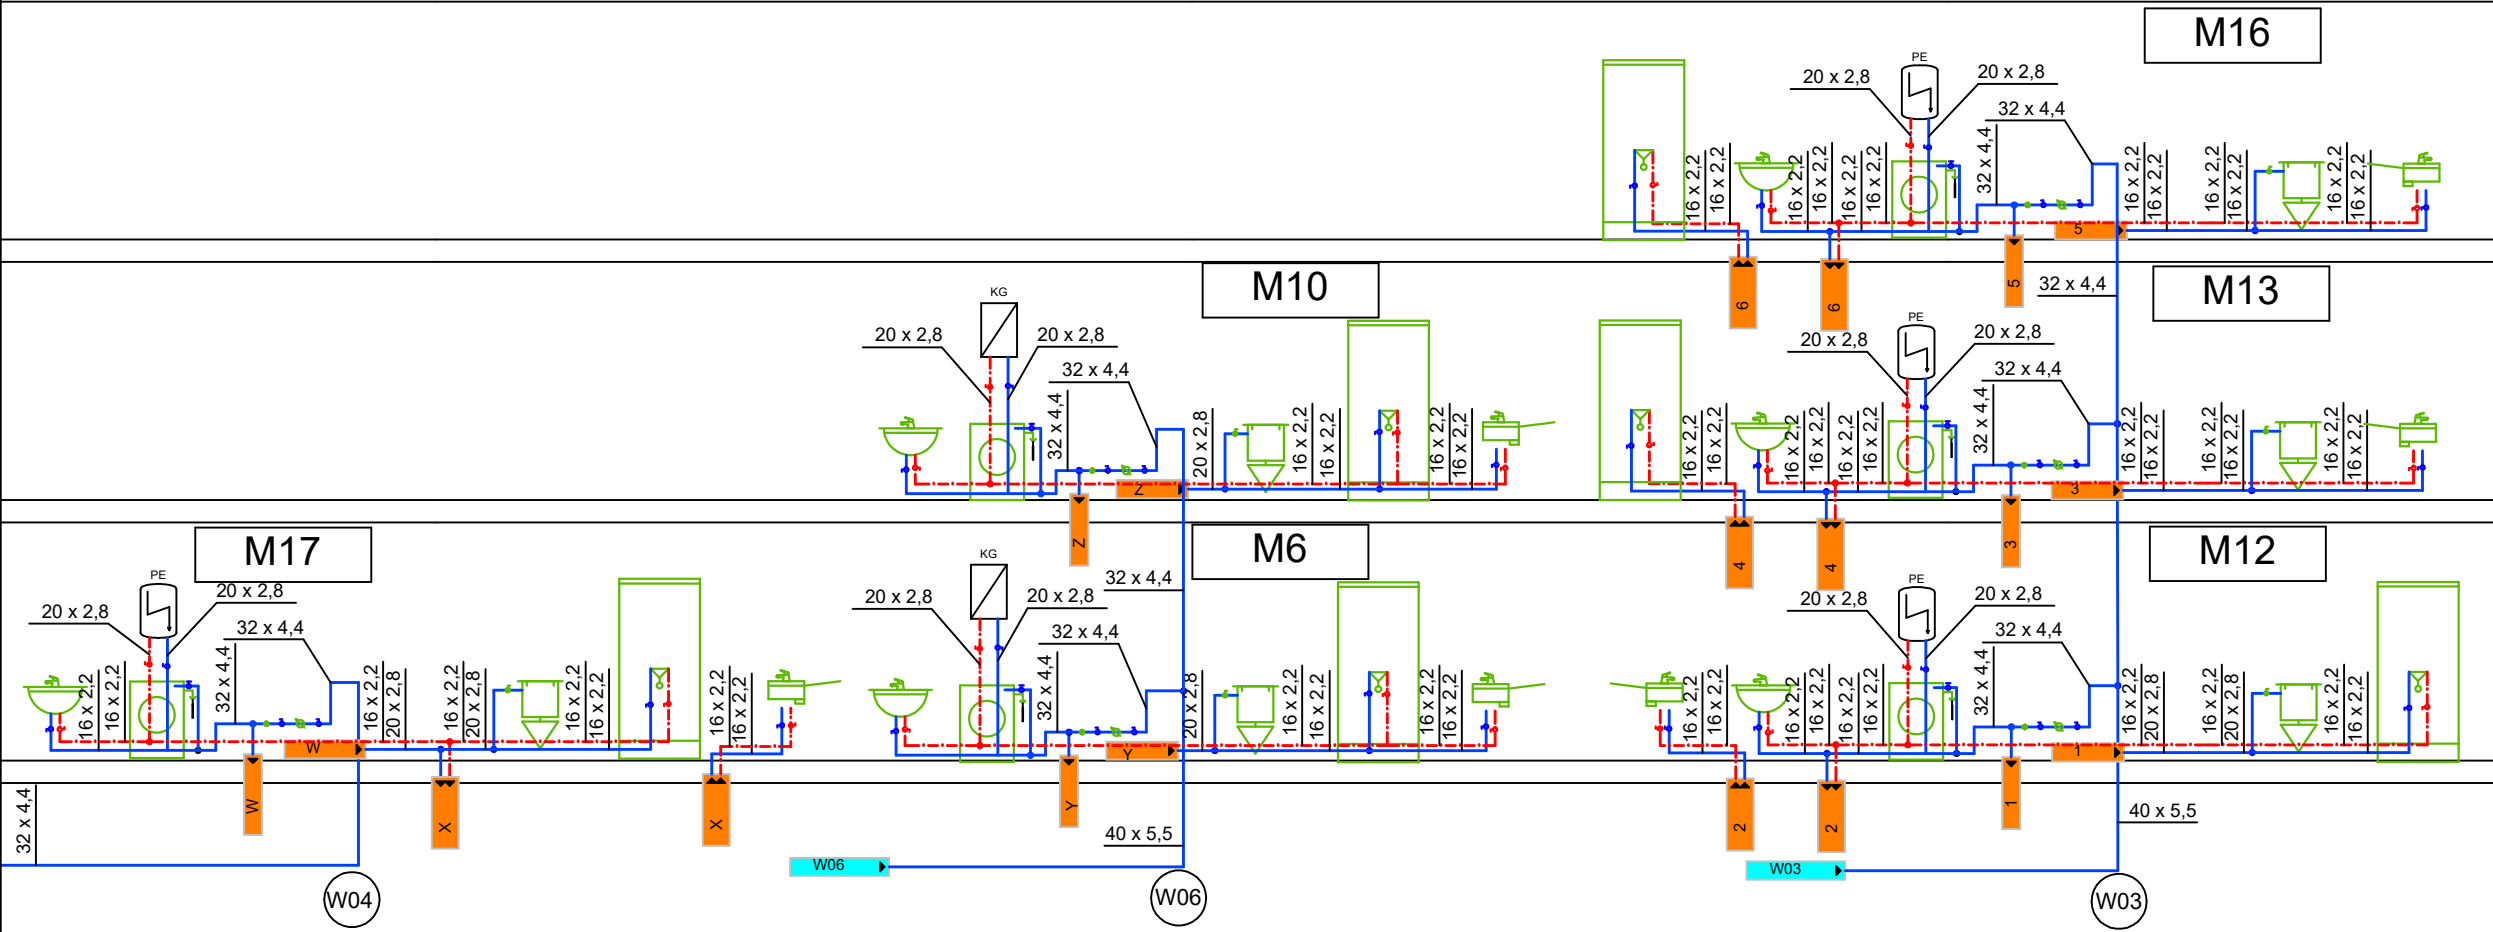 M16
PE
20 x 2,8
20 x 2,8
32 x 4,4
32 x 4,4
16 x 2,2
16 x 2,2
16 x 2,2
16 x 2,2
16 x 2,2
16 x 2,2
16 x 2,2
16 x 2,2
16 x 2,2
16 x 2,2
16 x 2,2
16 x 2,2
5
6
6
5
32 x 4,4
M10
M13
KG
20 x 2,8
20 x 2,8
32 x 4,4
32 x 4,4
20 x 2,8
16 x 2,2
16 x 2,2
16 x 2,2
16 x 2,2
Z
Z
PE
20 x 2,8
20 x 2,8
32 x 4,4
32 x 4,4
16 x 2,2
16 x 2,2
16 x 2,2
16 x 2,2
16 x 2,2
16 x 2,2
16 x 2,2
16 x 2,2
16 x 2,2
16 x 2,2
16 x 2,2
16 x 2,2
3
4
4
3
M17
M6
M12
PE
20 x 2,8
20 x 2,8
32 x 4,4
32 x 4,4
16 x 2,2
16 x 2,2
16 x 2,2
20 x 2,8
16 x 2,2
20 x 2,8
16 x 2,2
16 x 2,2
16 x 2,2
16 x 2,2
W
W
X
X
KG
32 x 4,4
20 x 2,8
20 x 2,8
32 x 4,4
32 x 4,4
20 x 2,8
16 x 2,2
16 x 2,2
16 x 2,2
16 x 2,2
Y
Y
PE
20 x 2,8
20 x 2,8
32 x 4,4
32 x 4,4
16 x 2,2
16 x 2,2
16 x 2,2
16 x 2,2
16 x 2,2
16 x 2,2
16 x 2,2
20 x 2,8
16 x 2,2
20 x 2,8
16 x 2,2
16 x 2,2
1
2
2
1
32 x 4,4
40 x 5,5
40 x 5,5
W06
W03
W04
W06
W03